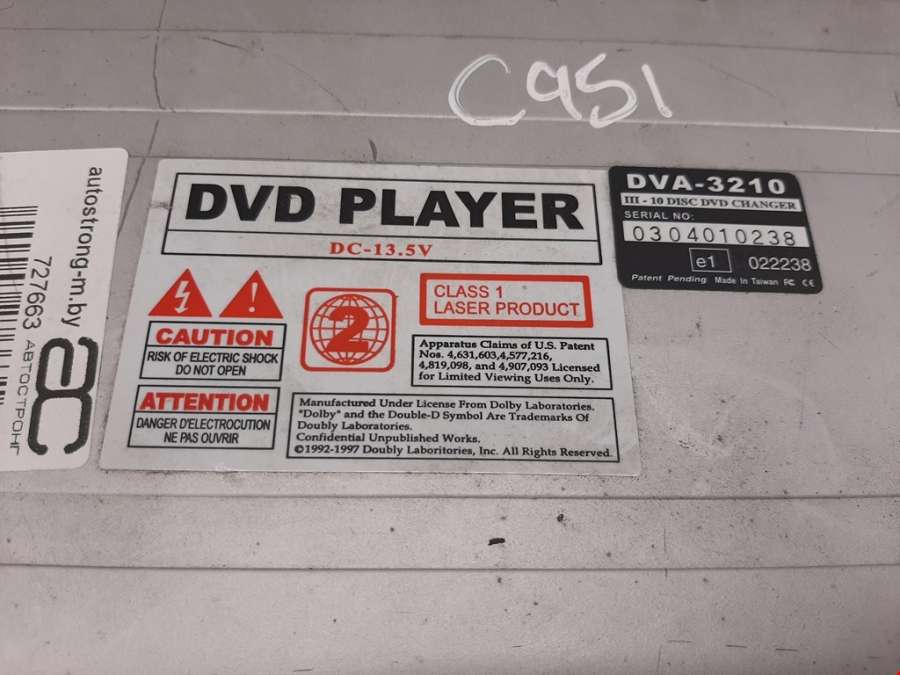 C951
autostrong-m.by
727663
АВТОСТРОНГ
ac
DVD PLAYER
DC-13.5V
CAUTION
RISK OF ELECTRIC SHOCK
DO NOT OPEN
ATTENTION
DANGER D'ELECTROCUTION
NE PAS OUVRIR
2
CLASS 1
LASER PRODUCT
Apparatus Claims of U.S. Patent
Nos. 4,631,603,4,577,216,
4,819,098, and 4,907,093 Licensed
for Limited Viewing Uses Only.
Manufactured Under License From Dolby Laboratories.
"Dolby" and the Double-D Symbol Are Trademarks Of
Doubly Laboratories.
Confidential Unpublished Works.
©1992-1997 Doubly Laboritories, Inc. All Rights Reserved.
DVA-3210
III - 10 DISC DVD CHANGER
SERIAL NO:
0304010238
e1 022238
Patent Pending Made In Taiwan FC CE